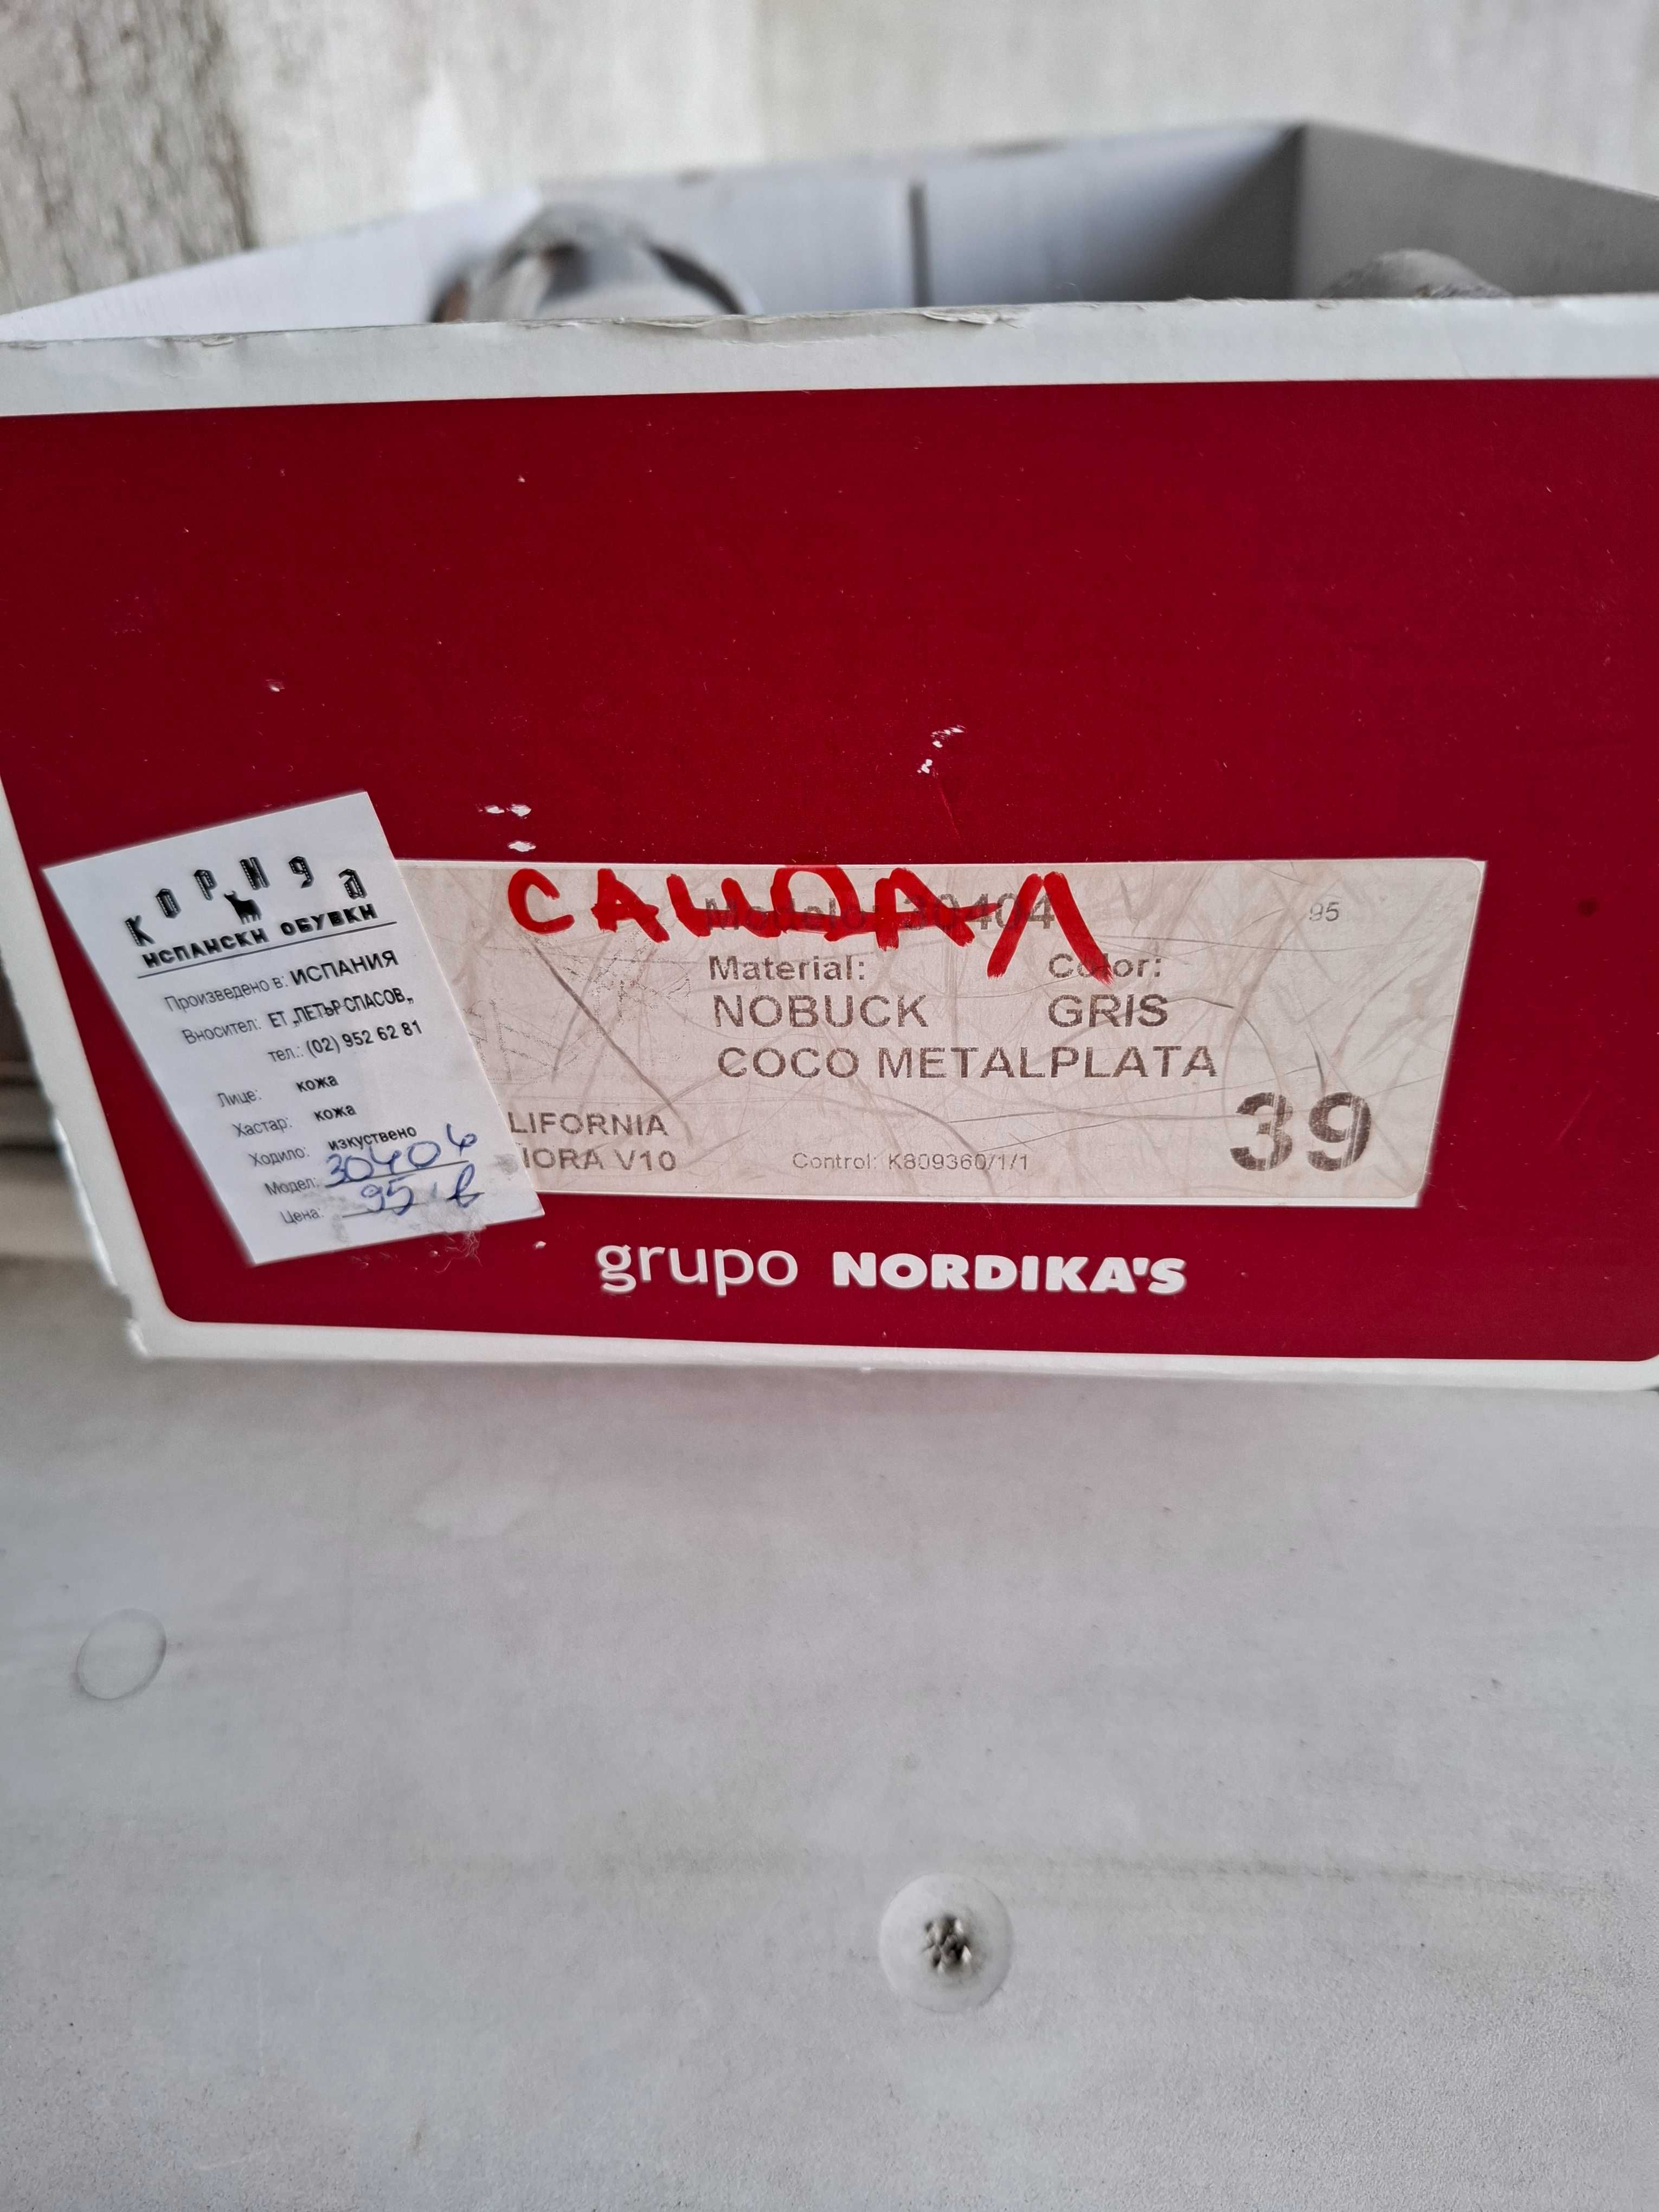 КОРИДА
ИСПАНСКИ ОБУВКИ
Произведено в: ИСПАНИЯ
Вносител: ЕТ „ПЕТЪР СПАСОВ„
тел.: (02) 952 62 81
Лице: кожа
Хастар: кожа
Ходило: изкуствено
Модел: 30404
Цена: 95
САНДАЛ
Modelo: 30404 95
Material: Color:
NOBUCK GRIS
COCO METALPLATA
LIFORNIA
V10 Control: K809360/1/1
39
grupo NORDIKA'S